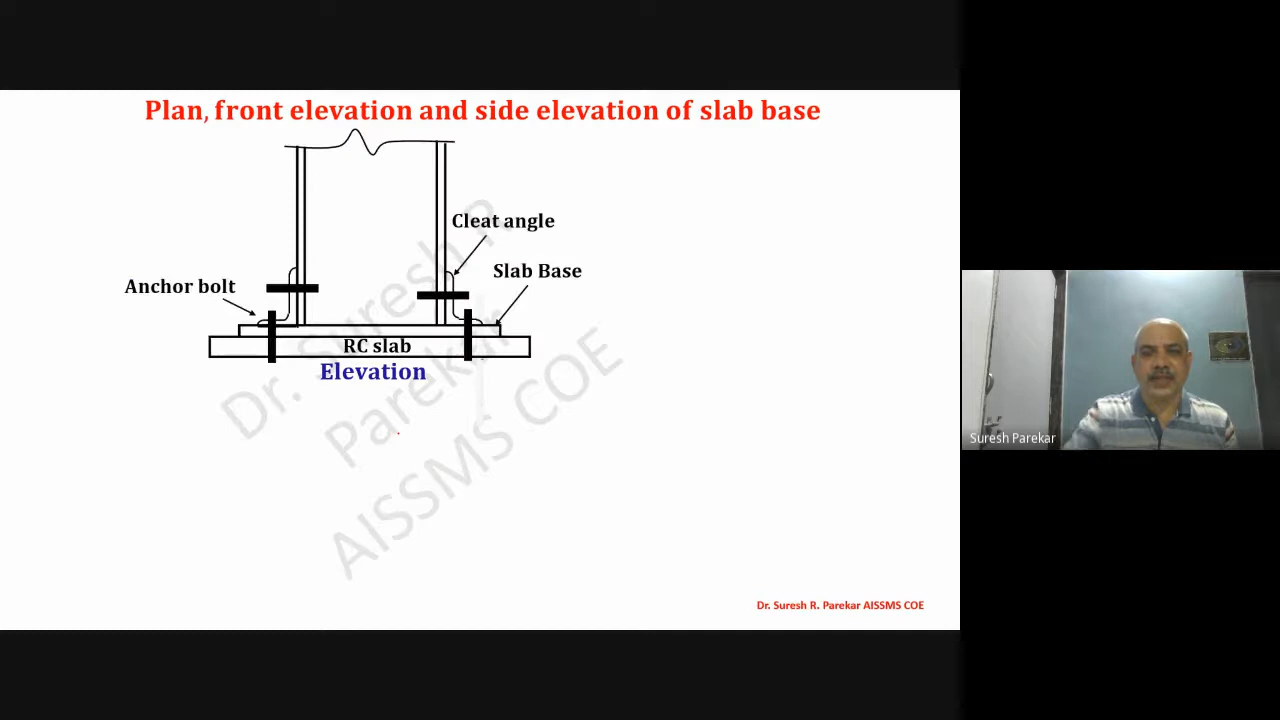 Plan, front elevation and side elevation of slab base
Cleat angle
Slab Base
Anchor bolt
RC slab
Elevation
Dr. Suresh R
Parekar
AISSMS COE
Suresh Parekar
Dr. Suresh R. Parekar AISSMS COE